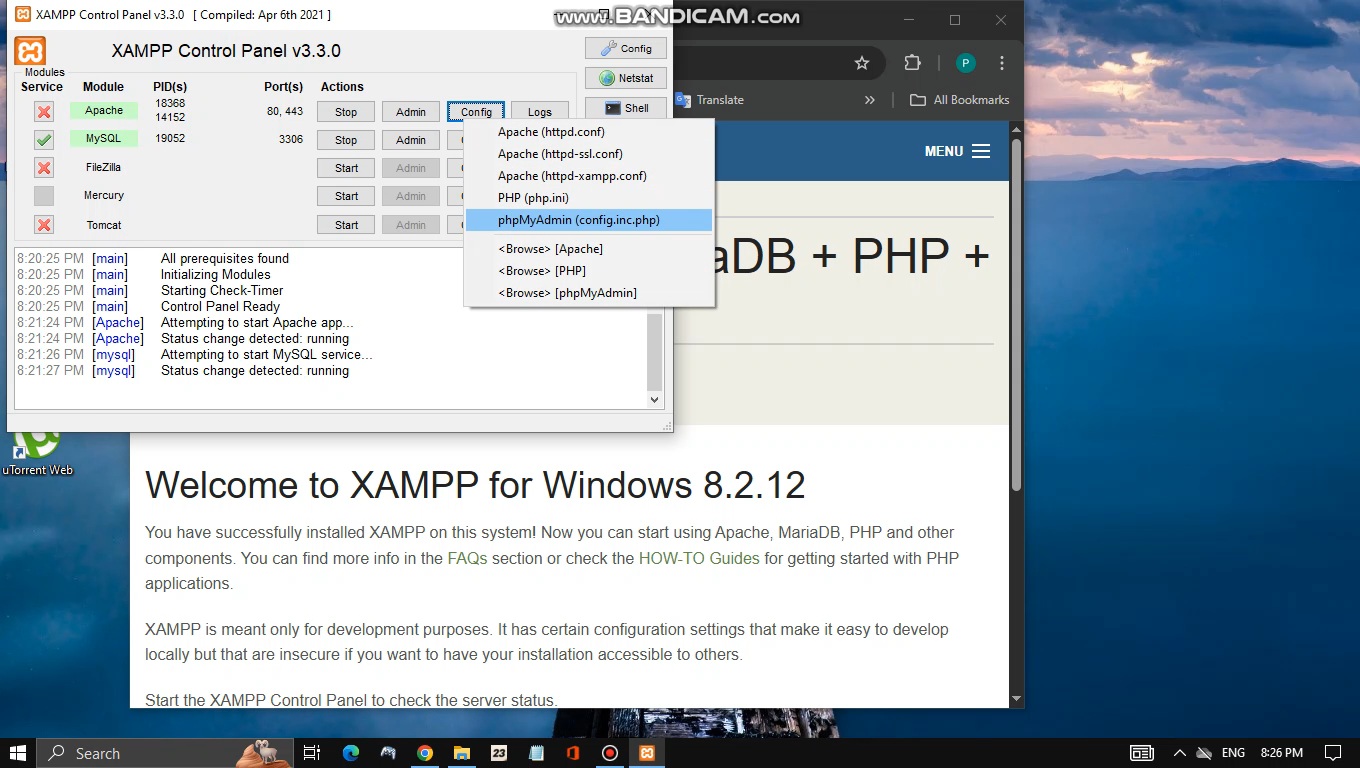 XAMPP Control Panel v3.3.0 [ Compiled: Apr 6th 2021 ]
www.BANDICAM.com
XAMPP Control Panel v3.3.0
Config
Modules
Service Module PID(s) Port(s) Actions
Netstat
Apache 18368 14152 80, 443 Stop Admin Config Logs
Shell
MySQL 19052 3306 Stop Admin
FileZilla Start Admin
Mercury Start Admin
Tomcat Start Admin
Apache (httpd.conf)
Apache (httpd-ssl.conf)
Apache (httpd-xampp.conf)
PHP (php.ini)
phpMyAdmin (config.inc.php)
<Browse> [Apache]
<Browse> [PHP]
<Browse> [phpMyAdmin]
8:20:25 PM [main] All prerequisites found
8:20:25 PM [main] Initializing Modules
8:20:25 PM [main] Starting Check-Timer
8:20:25 PM [main] Control Panel Ready
8:21:24 PM [Apache] Attempting to start Apache app...
8:21:24 PM [Apache] Status change detected: running
8:21:26 PM [mysql] Attempting to start MySQL service...
8:21:27 PM [mysql] Status change detected: running
P
Translate
» All Bookmarks
MENU
aDB + PHP +
uTorrent Web
Welcome to XAMPP for Windows 8.2.12
You have successfully installed XAMPP on this system! Now you can start using Apache, MariaDB, PHP and other
components. You can find more info in the FAQs section or check the HOW-TO Guides for getting started with PHP
applications.
XAMPP is meant only for development purposes. It has certain configuration settings that make it easy to develop
locally but that are insecure if you want to have your installation accessible to others.
Start the XAMPP Control Panel to check the server status.
Search
23
ENG
8:26 PM